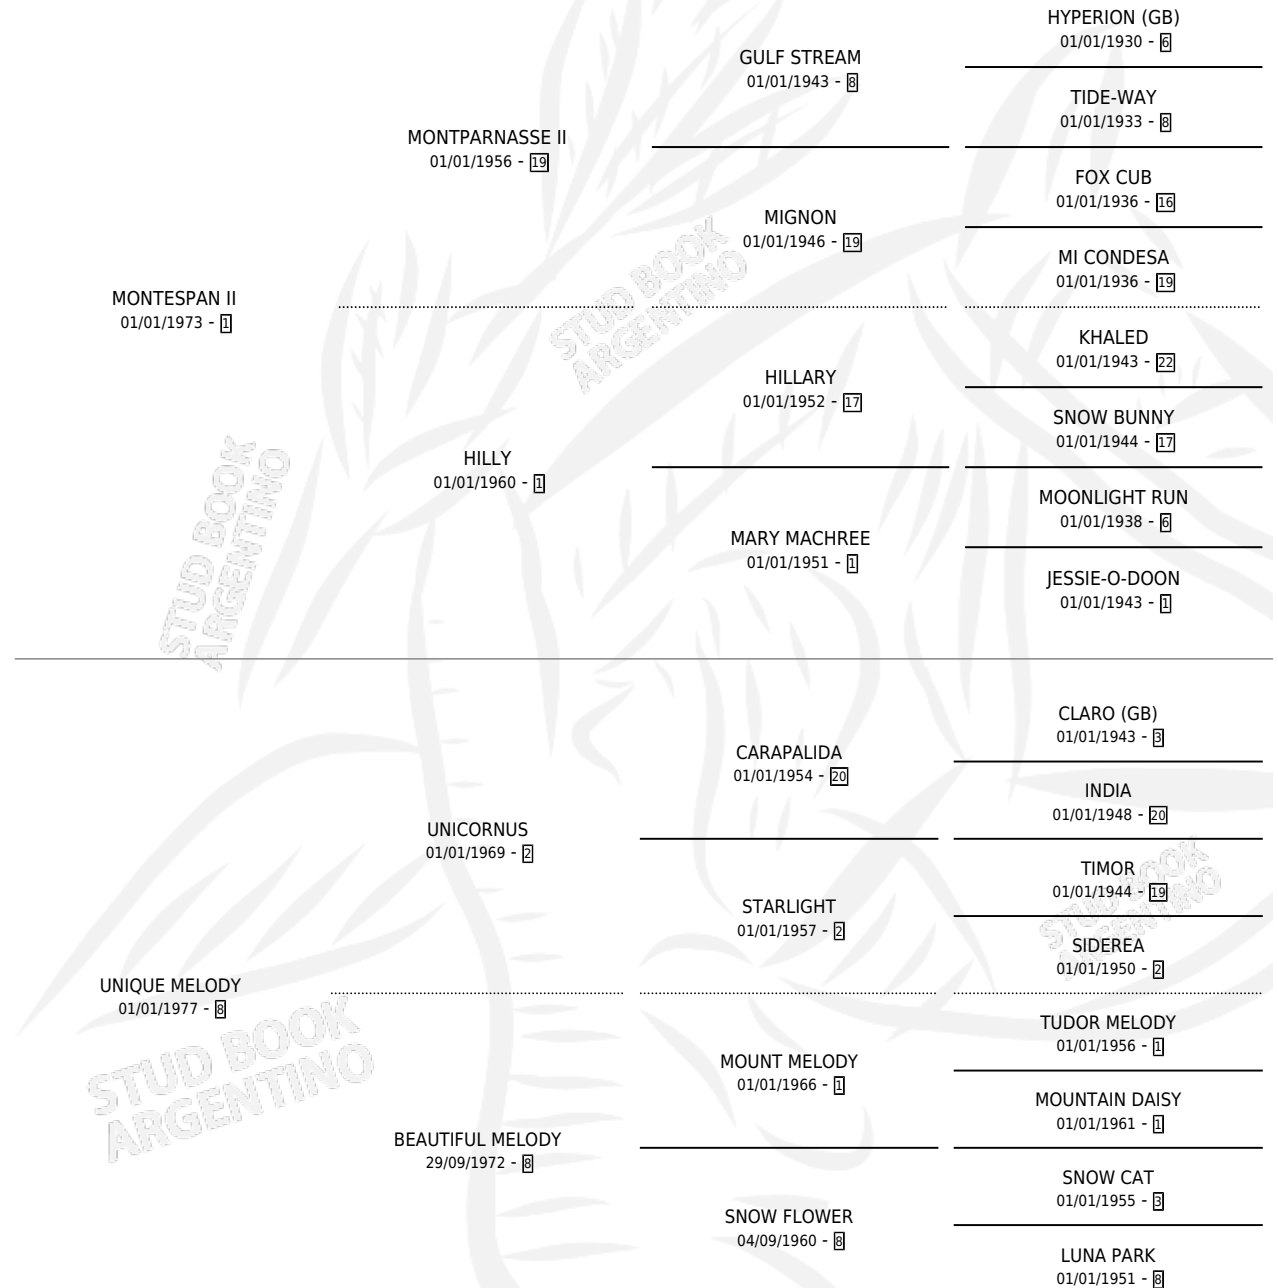 HYPERION (GB)
01/01/1930 - 6
GULF STREAM
01/01/1943 - 8
TIDE-WAY
01/01/1933 - 8
MONTPARNASSE II
01/01/1956 - 19
FOX CUB
01/01/1936 - 16
MIGNON
01/01/1946 - 19
MI CONDESA
01/01/1936 - 19
MONTESPAN II
01/01/1973 - 1
KHALED
01/01/1943 - 22
HILLARY
01/01/1952 - 17
SNOW BUNNY
01/01/1944 - 17
HILLY
01/01/1960 - 1
MOONLIGHT RUN
01/01/1938 - 6
MARY MACHREE
01/01/1951 - 1
JESSIE-O-DOON
01/01/1943 - 1
STUD BOOK
ARGENTINO
STUD BOOK
ARGENTINO
CLARO (GB)
01/01/1943 - 3
CARAPALIDA
01/01/1954 - 20
INDIA
01/01/1948 - 20
UNICORNUS
01/01/1969 - 2
TIMOR
01/01/1944 - 19
STARLIGHT
01/01/1957 - 2
SIDEREA
01/01/1950 - 2
UNIQUE MELODY
01/01/1977 - 8
TUDOR MELODY
01/01/1956 - 1
MOUNT MELODY
01/01/1966 - 1
MOUNTAIN DAISY
01/01/1961 - 1
BEAUTIFUL MELODY
29/09/1972 - 8
SNOW CAT
01/01/1955 - 3
SNOW FLOWER
04/09/1960 - 8
LUNA PARK
01/01/1951 - 8
STUD BOOK
ARGENTINO
STUD BOOK
ARGENTINO